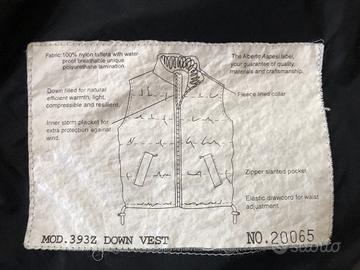 Fabric: 100% nylon taffeta with water-
proof breathable unique
polyurethane lamination.
Down filled for natural
efficient warmth, light,
compressible and resilient.
Inner storm placket for
extra protection against
wind.
The Alberto Aspesi label,
your guarantee of quality,
materials and craftsmanship.
Fleece lined collar
Zipper slanted pocket
Elastic drawcord for waist
adjustment.
MOD.393Z DOWN VEST
NO.20065
subito